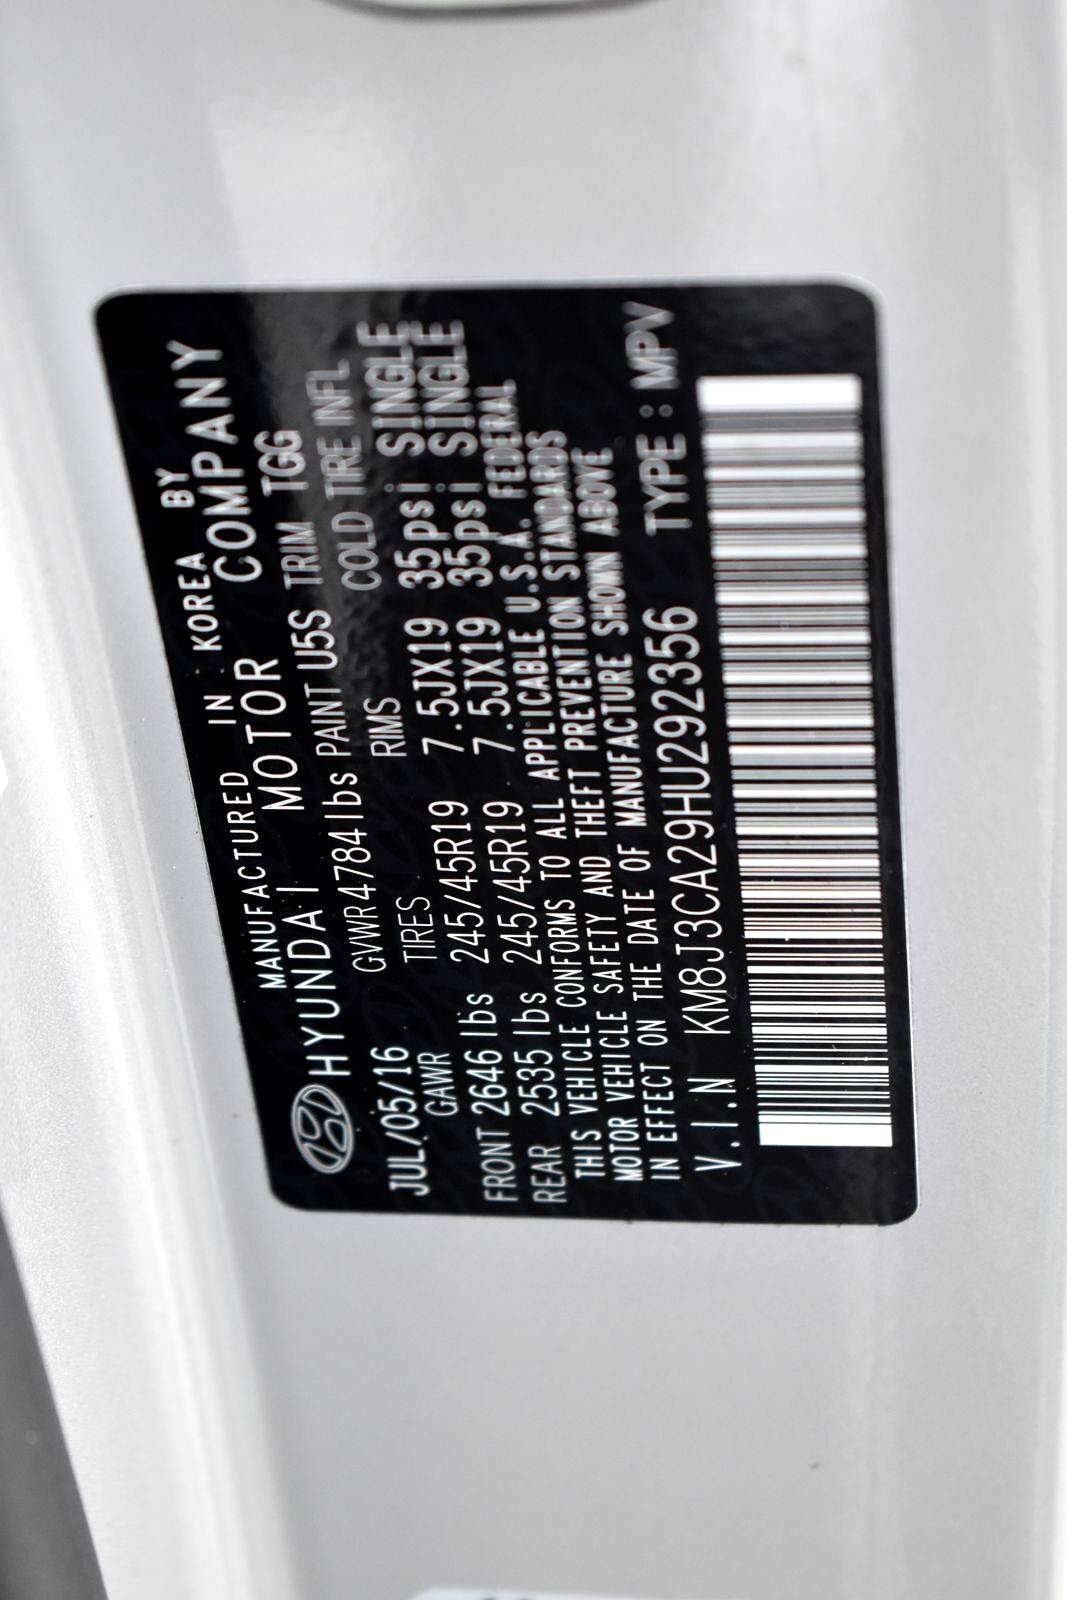 MANUFACTURED IN KOREA BY
HYUNDAI MOTOR COMPANY
JUL/05/16 GVWR 4784 lbs PAINT U5S TRIM TGG
GAWR TIRES RIMS COLD TIRE INFL
FRONT 2646 lbs 245/45R19 7.5JX19 35psi SINGLE
REAR 2535 lbs 245/45R19 7.5JX19 35psi SINGLE
THIS VEHICLE CONFORMS TO ALL APPLICABLE U.S.A. FEDERAL
MOTOR VEHICLE SAFETY AND THEFT PREVENTION STANDARDS
IN EFFECT ON THE DATE OF MANUFACTURE SHOWN ABOVE
V.I.N KM8J3CA29HU292356 TYPE : MPV